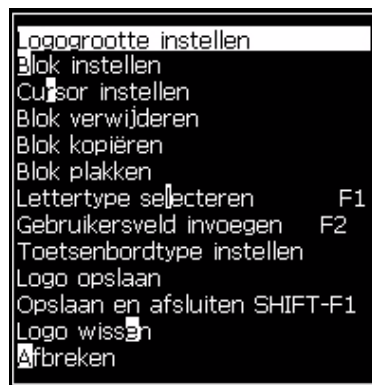 Logogrootte instellen
Blok instellen
Cursor instellen
Blok verwijderen
Blok kopiëren
Blok plakken
Lettertype selecteren F1
Gebruikersveld invoegen F2
Toetsenbordtype instellen
Logo opslaan
Opslaan en afsluiten SHIFT-F1
Logo wissen
Afbreken